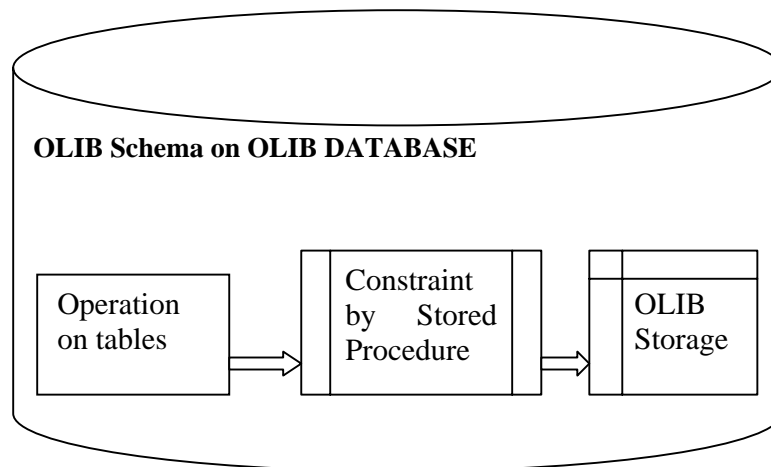 OLIB Schema on OLIB DATABASE
Operation
on tables
Constraint
by Stored
Procedure
OLIB
Storage